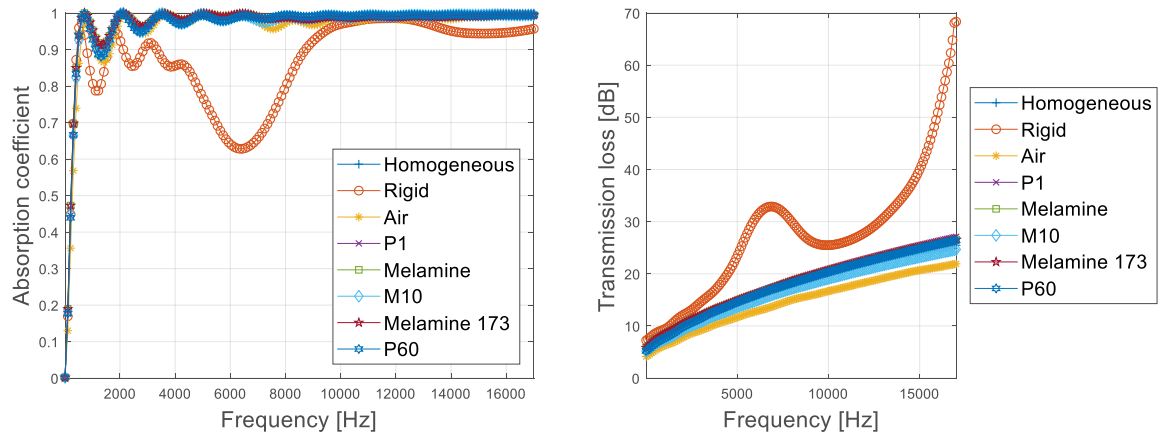 1
0.9
0.8
0.7
0.6
0.5
0.4
0.3
0.2
0.1
0
Absorption coefficient
2000 4000 6000 8000 10000 12000 14000 16000
Frequency [Hz]
Homogeneous
Rigid
Air
P1
Melamine
M10
Melamine 173
P60
70
60
50
40
30
20
10
0
Transmission loss [dB]
5000 10000 15000
Frequency [Hz]
Homogeneous
Rigid
Air
P1
Melamine
M10
Melamine 173
P60